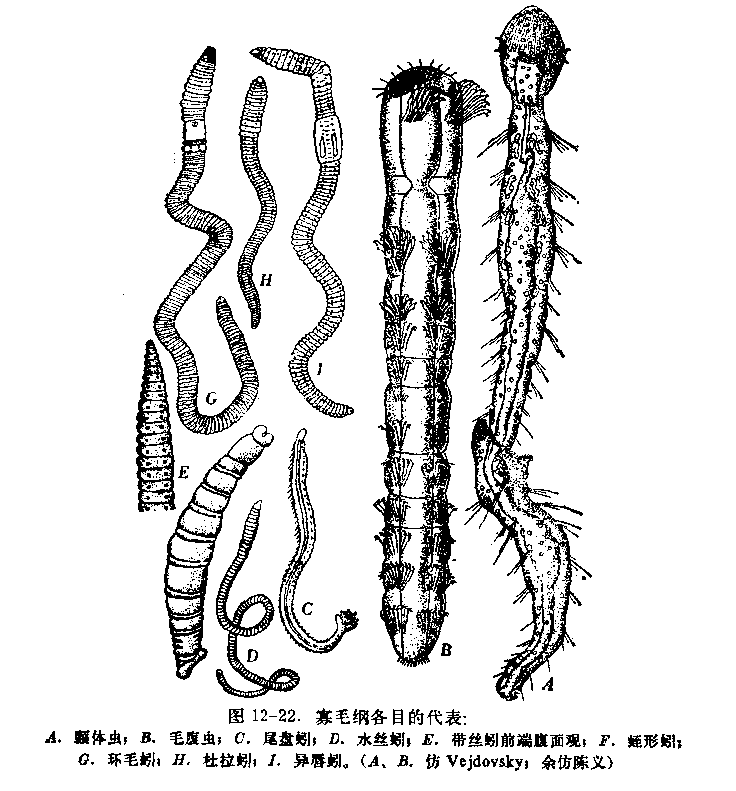 H
I
G
E
C
D
B
A
图 12-22. 寡毛纲各目的代表:
A. 颗体虫; B. 毛腹虫; C. 尾盘蚓; D. 水丝蚓; E. 带丝蚓前端腹面观; F. 蛭形蚓;
G. 环毛蚓; H. 杜拉蚓; I. 异唇蚓。(A、B. 仿 Vejdovsky; 余仿陈义)